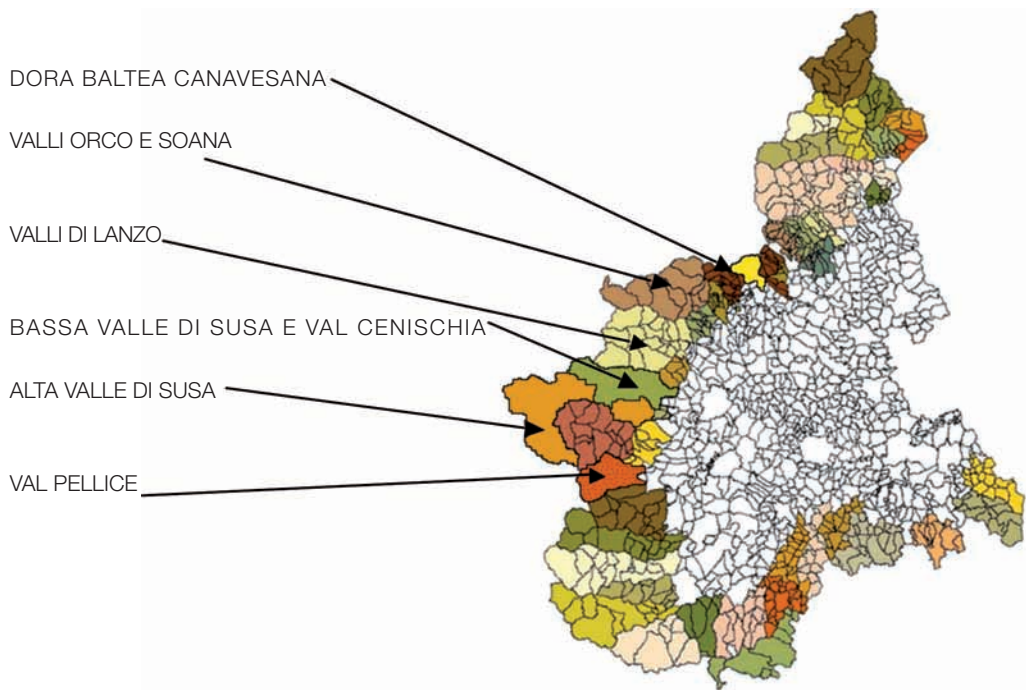 DORA BALTEA CANAVESANA
VALLI ORCO E SOANA
VALLI DI LANZO
BASSA VALLE DI SUSA E VAL CENISCHIA
ALTA VALLE DI SUSA
VAL PELLICE